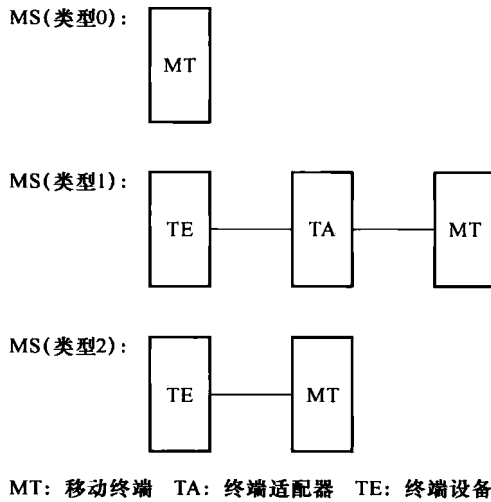 MS(类型0):
MT
MS(类型1):
TE TA MT
MS(类型2):
TE MT
MT: 移动终端 TA: 终端适配器 TE: 终端设备